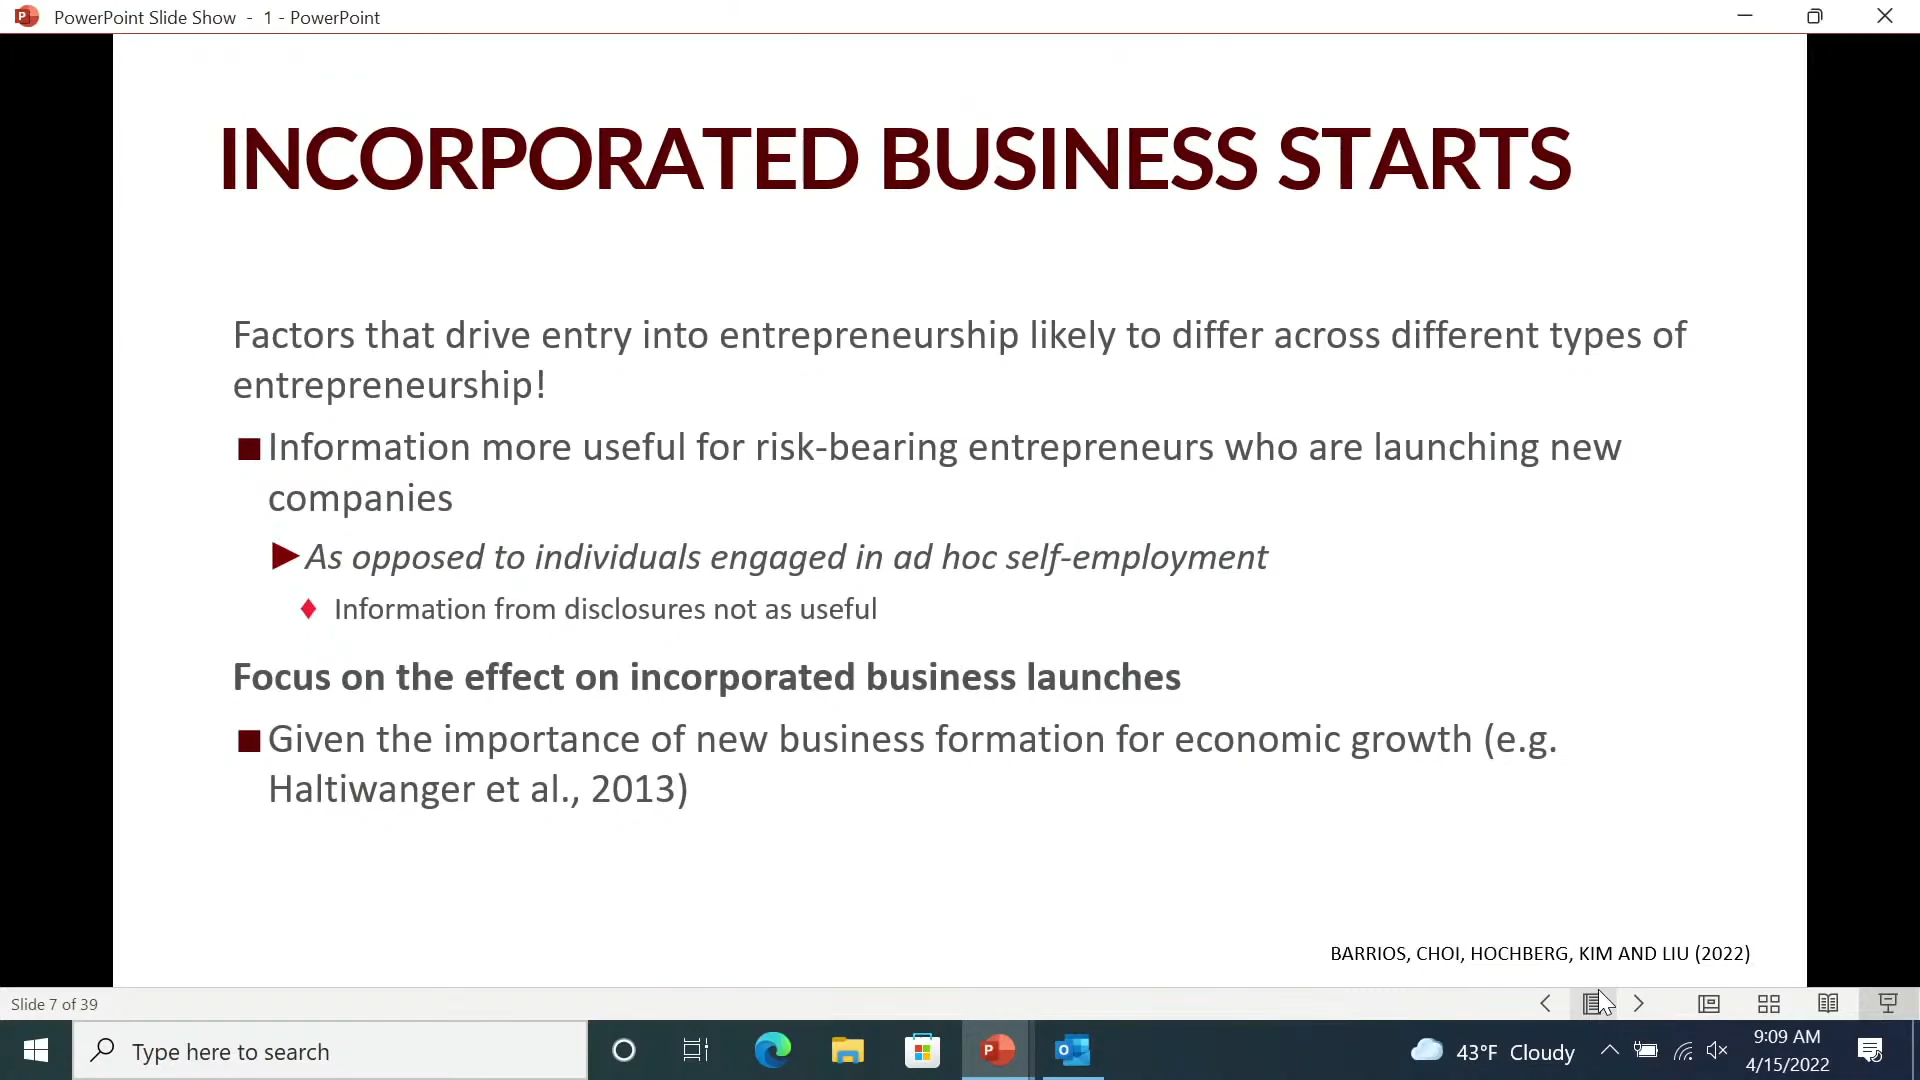 PowerPoint Slide Show - 1 - PowerPoint
INCORPORATED BUSINESS STARTS
Factors that drive entry into entrepreneurship likely to differ across different types of
entrepreneurship!
Information more useful for risk-bearing entrepreneurs who are launching new
companies
As opposed to individuals engaged in ad hoc self-employment
Information from disclosures not as useful
Focus on the effect on incorporated business launches
Given the importance of new business formation for economic growth (e.g.
Haltiwanger et al., 2013)
BARRIOS, CHOI, HOCHBERG, KIM AND LIU (2022)
Slide 7 of 39
Type here to search
43°F Cloudy
9:09 AM
4/15/2022